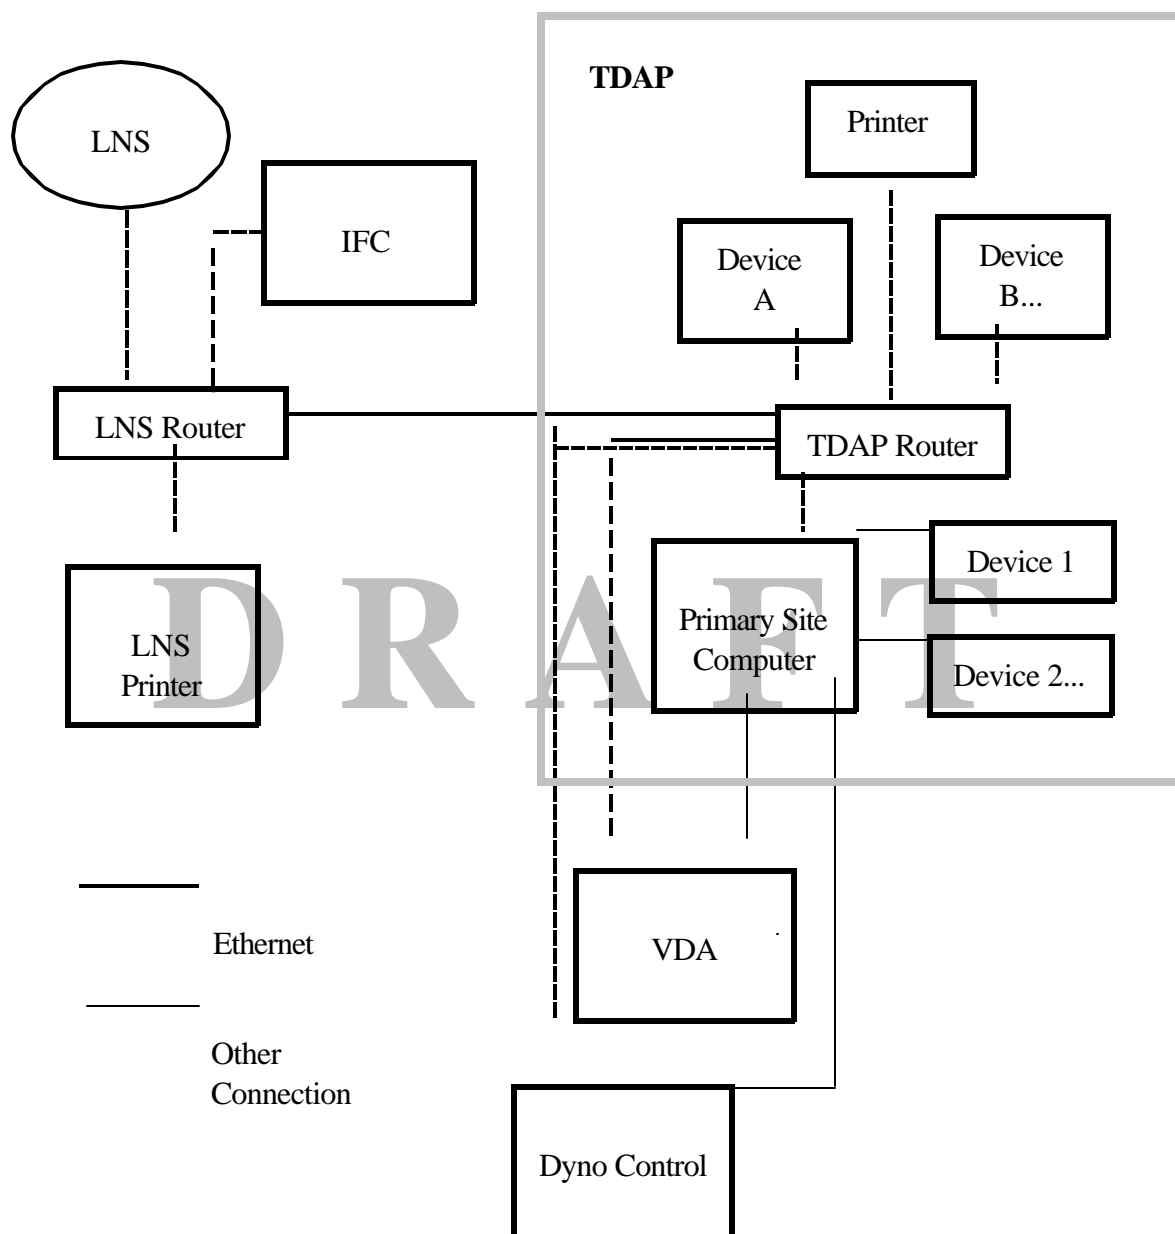 TDAP
LNS
Printer
IFC
Device
A
Device
B...
LNS Router
TDAP Router
Device 1
DRAFT
Primary Site
Computer
LNS
Printer
Device 2...
Ethernet
VDA
Other
Connection
Dyno Control